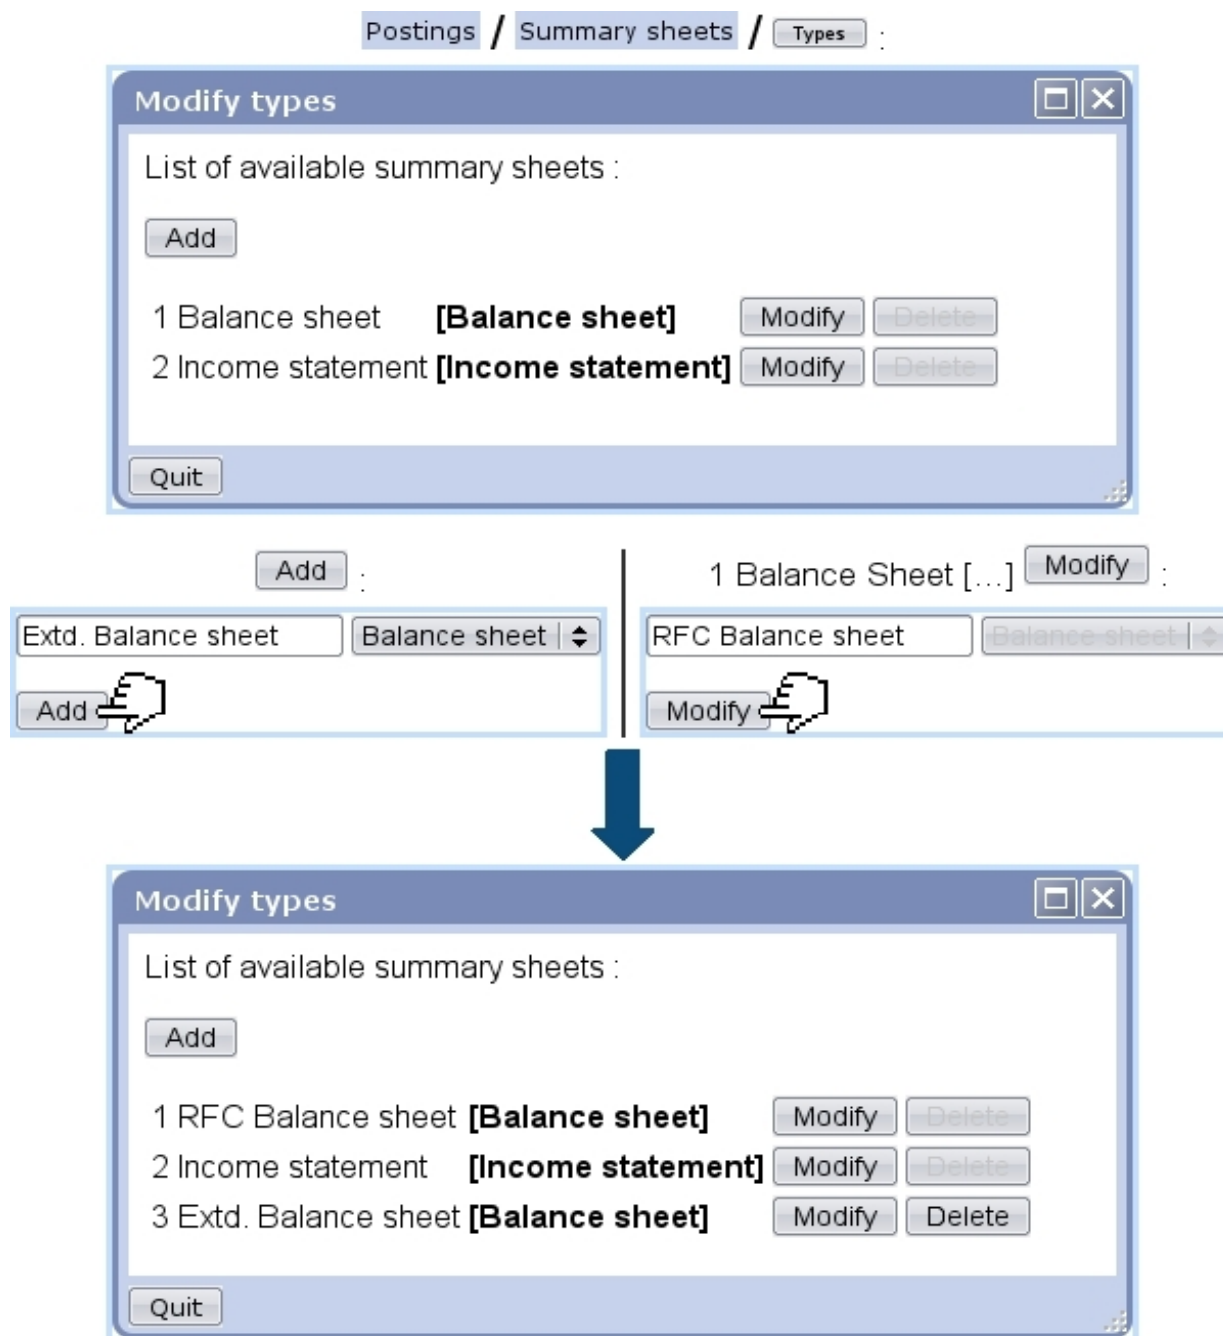 Postings / Summary sheets / Types :
Modify types
List of available summary sheets :
Add
1 Balance sheet [Balance sheet] Modify Delete
2 Income statement [Income statement] Modify Delete
Quit
Add :
1 Balance Sheet [...] Modify :
Extd. Balance sheet Balance sheet
RFC Balance sheet Balance sheet
Add
Modify
Modify types
List of available summary sheets :
Add
1 RFC Balance sheet [Balance sheet] Modify Delete
2 Income statement [Income statement] Modify Delete
3 Extd. Balance sheet [Balance sheet] Modify Delete
Quit